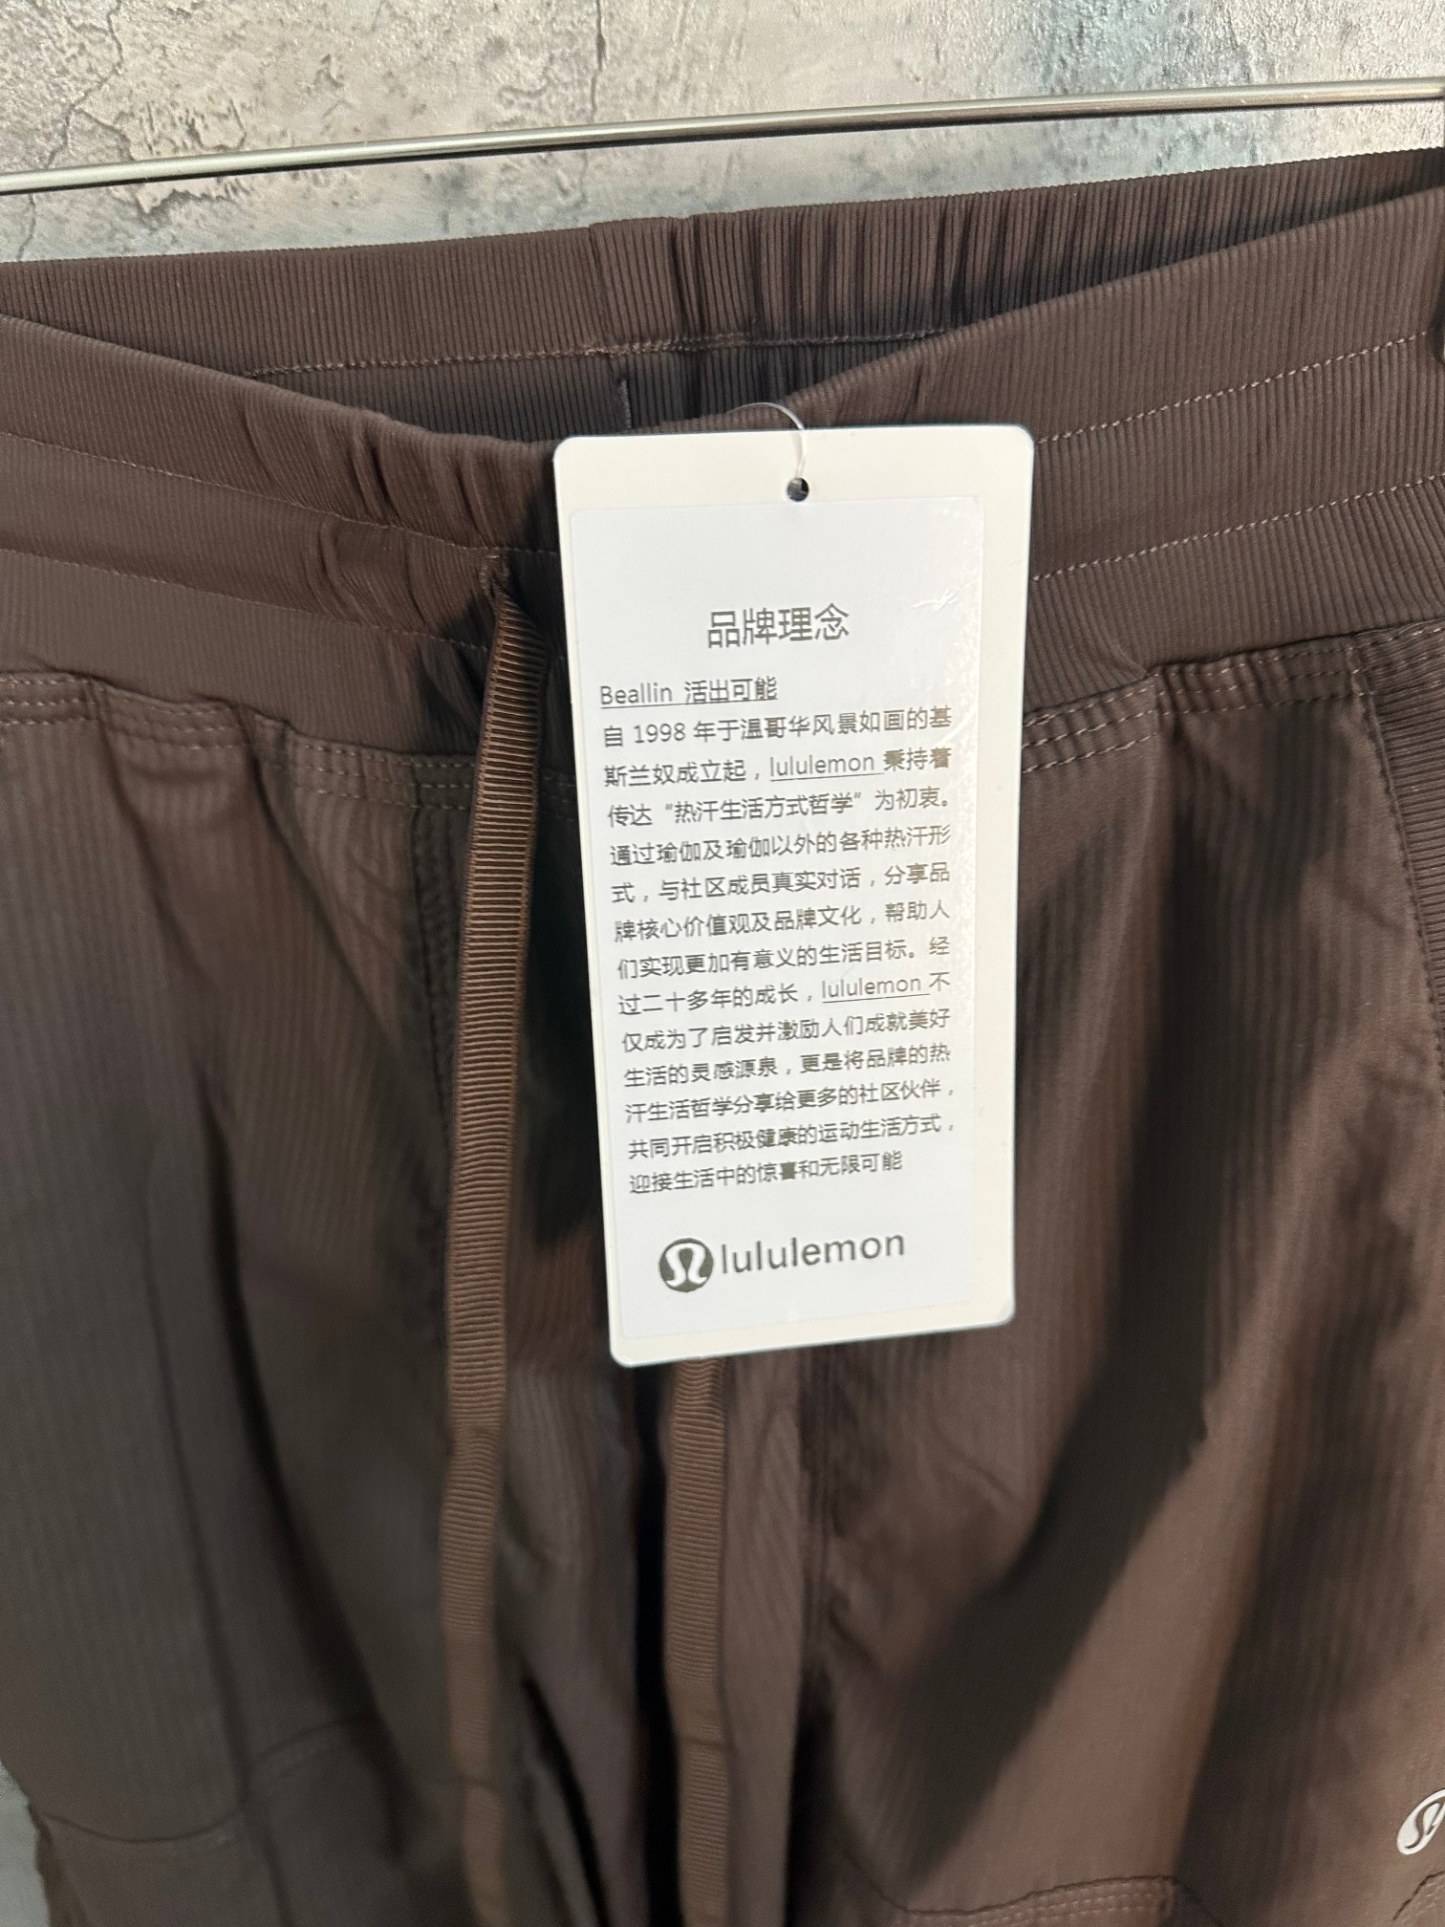 品牌理念
Beallin 活出可能
自 1998 年于温哥华风景如画的基
斯兰奴成立起，lululemon 秉持着
传达“热汗生活方式哲学”为初衷。
通过瑜伽及瑜伽以外的各种热汗形
式，与社区成员真实对话，分享品
牌核心价值观及品牌文化，帮助人
们实现更加有意义的生活目标。经
过二十多年的成长，lululemon 不
仅成为了启发并激励人们成就美好
生活的灵感源泉，更是将品牌的热
汗生活哲学分享给更多的社区伙伴，
共同开启积极健康的运动生活方式，
迎接生活中的惊喜和无限可能
lululemon